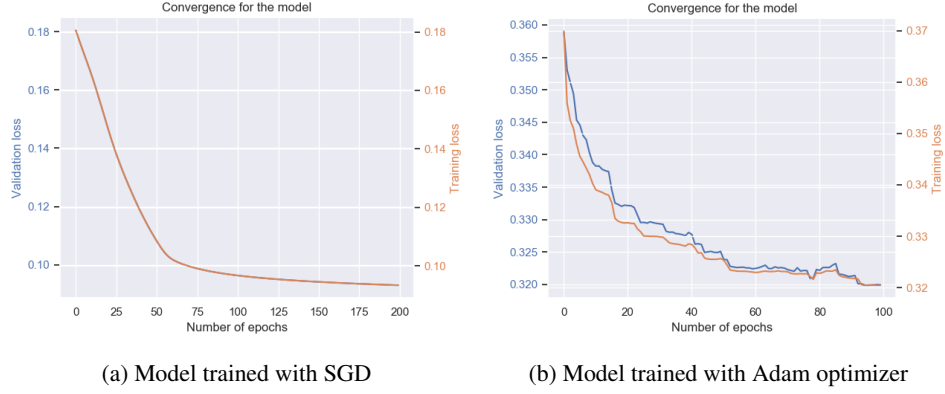 Convergence for the model
0.18
0.16
0.14
0.12
0.10
Validation loss
0.18
0.16
0.14
0.12
0.10
Training loss
0 25 50 75 100 125 150 175 200
Number of epochs
(a) Model trained with SGD
Convergence for the model
0.360
0.355
0.350
0.345
0.340
0.335
0.330
0.325
0.320
Validation loss
0.37
0.36
0.35
0.34
0.33
0.32
Training loss
0 20 40 60 80 100
Number of epochs
(b) Model trained with Adam optimizer